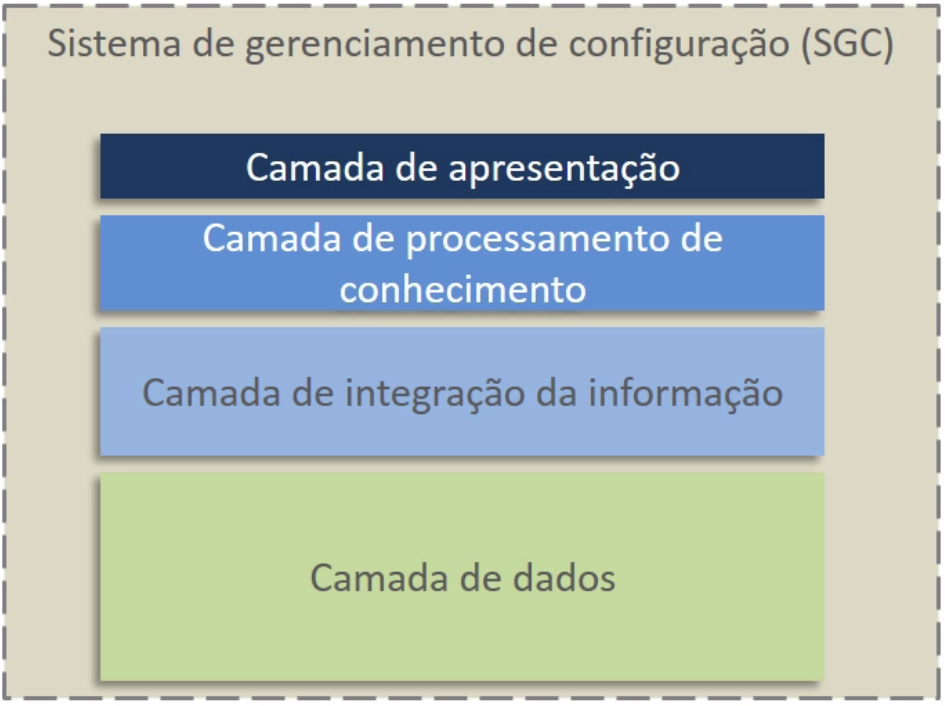 Sistema de gerenciamento de configuração (SGC)
Camada de apresentação
Camada de processamento de
conhecimento
Camada de integração da informação
Camada de dados